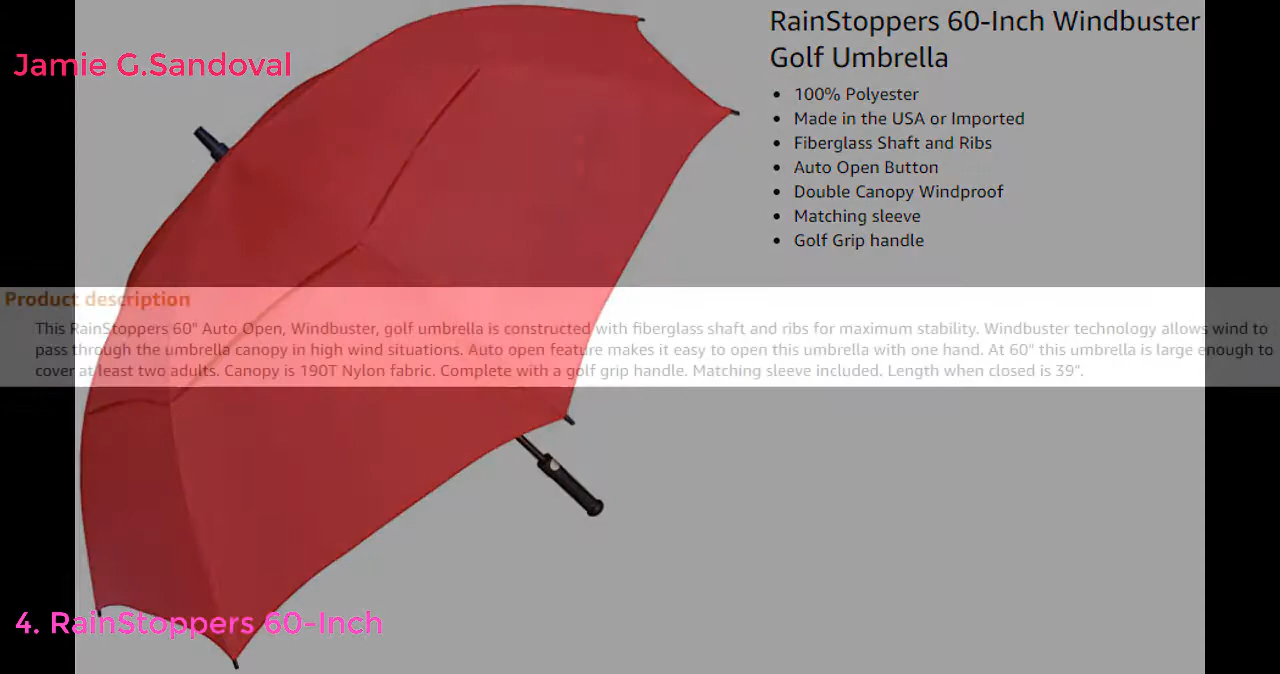 Jamie G.Sandoval
RainStoppers 60-Inch Windbuster
Golf Umbrella
100% Polyester
Made in the USA or Imported
Fiberglass Shaft and Ribs
Auto Open Button
Double Canopy Windproof
Matching sleeve
Golf Grip handle
Product description
This RainStoppers 60" Auto Open, Windbuster, golf umbrella is constructed with fiberglass shaft and ribs for maximum stability. Windbuster technology allows wind to
pass through the umbrella canopy in high wind situations. Auto open feature makes it easy to open this umbrella with one hand. At 60" this umbrella is large enough to
cover at least two adults. Canopy is 190T Nylon fabric. Complete with a golf grip handle. Matching sleeve included. Length when closed is 39".
4. RainStoppers 60-Inch